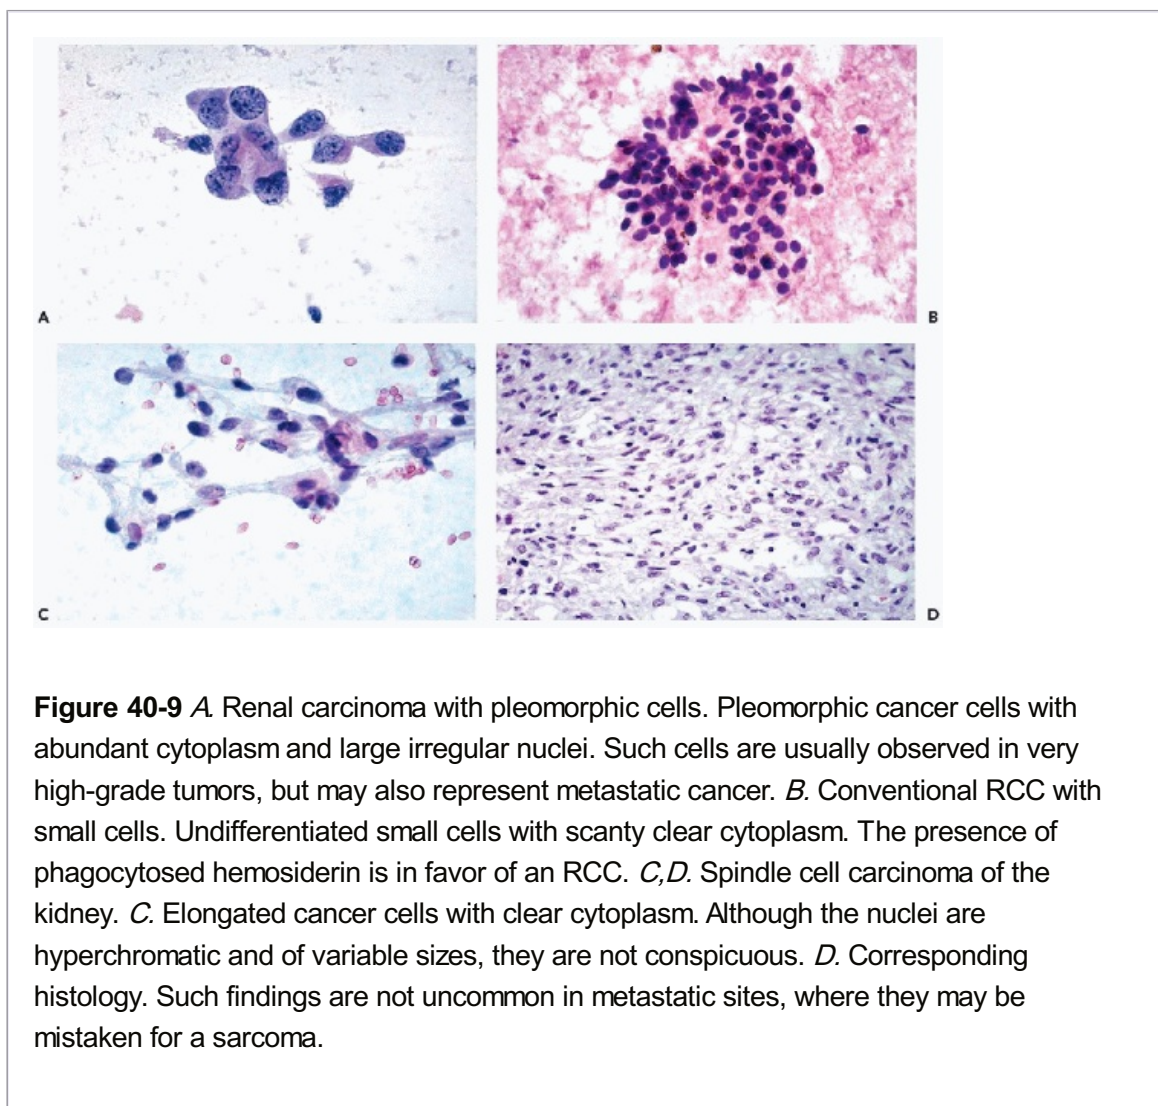 A
B
C
D
Figure 40-9 A. Renal carcinoma with pleomorphic cells. Pleomorphic cancer cells with
abundant cytoplasm and large irregular nuclei. Such cells are usually observed in very
high-grade tumors, but may also represent metastatic cancer. B. Conventional RCC with
small cells. Undifferentiated small cells with scanty clear cytoplasm. The presence of
phagocytosed hemosiderin is in favor of an RCC. C,D. Spindle cell carcinoma of the
kidney. C. Elongated cancer cells with clear cytoplasm. Although the nuclei are
hyperchromatic and of variable sizes, they are not conspicuous. D. Corresponding
histology. Such findings are not uncommon in metastatic sites, where they may be
mistaken for a sarcoma.